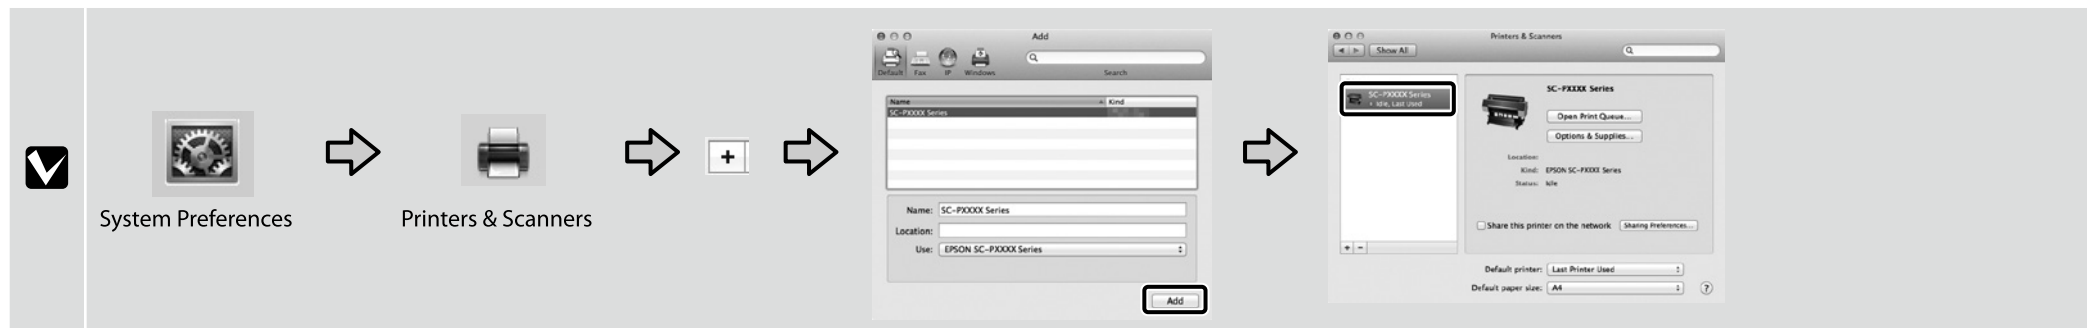 System Preferences
Printers & Scanners
+
Add
Default Fax IP Windows
Search
Name Kind
SC-PXXXX Series
Name: SC-PXXXX Series
Location:
Use: EPSON SC-PXXXX Series
Add
Printers & Scanners
Show All
SC-PXXXX Series
• Idle, Last Used
SC-PXXXX Series
Open Print Queue...
Options & Supplies...
Location:
Kind: EPSON SC-PXXXX Series
Status: Idle
Share this printer on the network Sharing Preferences...
+ −
Default printer: Last Printer Used
Default paper size: A4
?